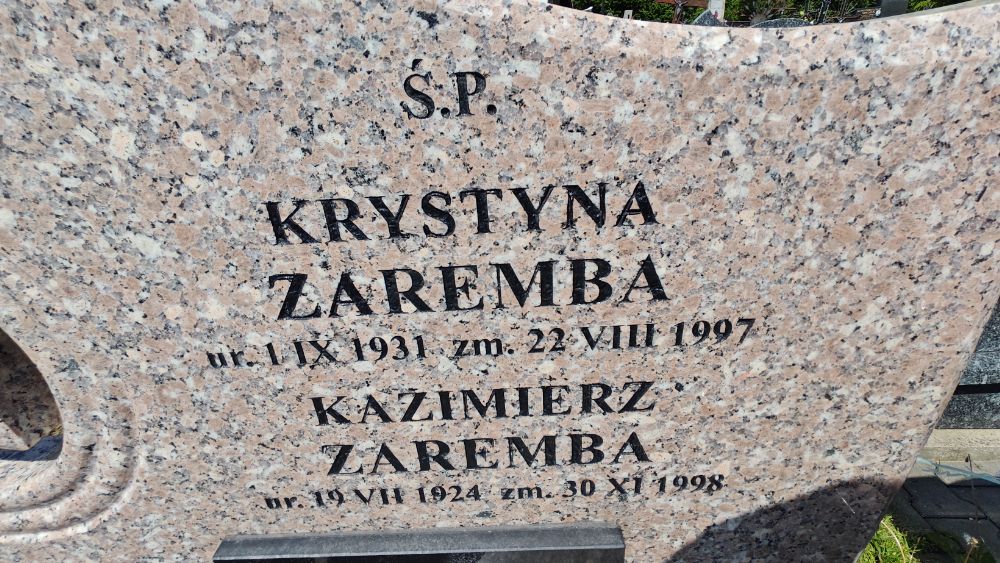 Ś.P.
KRYSTYNA
ZAREMBA
ur. 1 IX 1931 zm. 22 VIII 1997
KAZIMIERZ
ZAREMBA
ur. 19 VII 1924 zm. 30 XI 1998